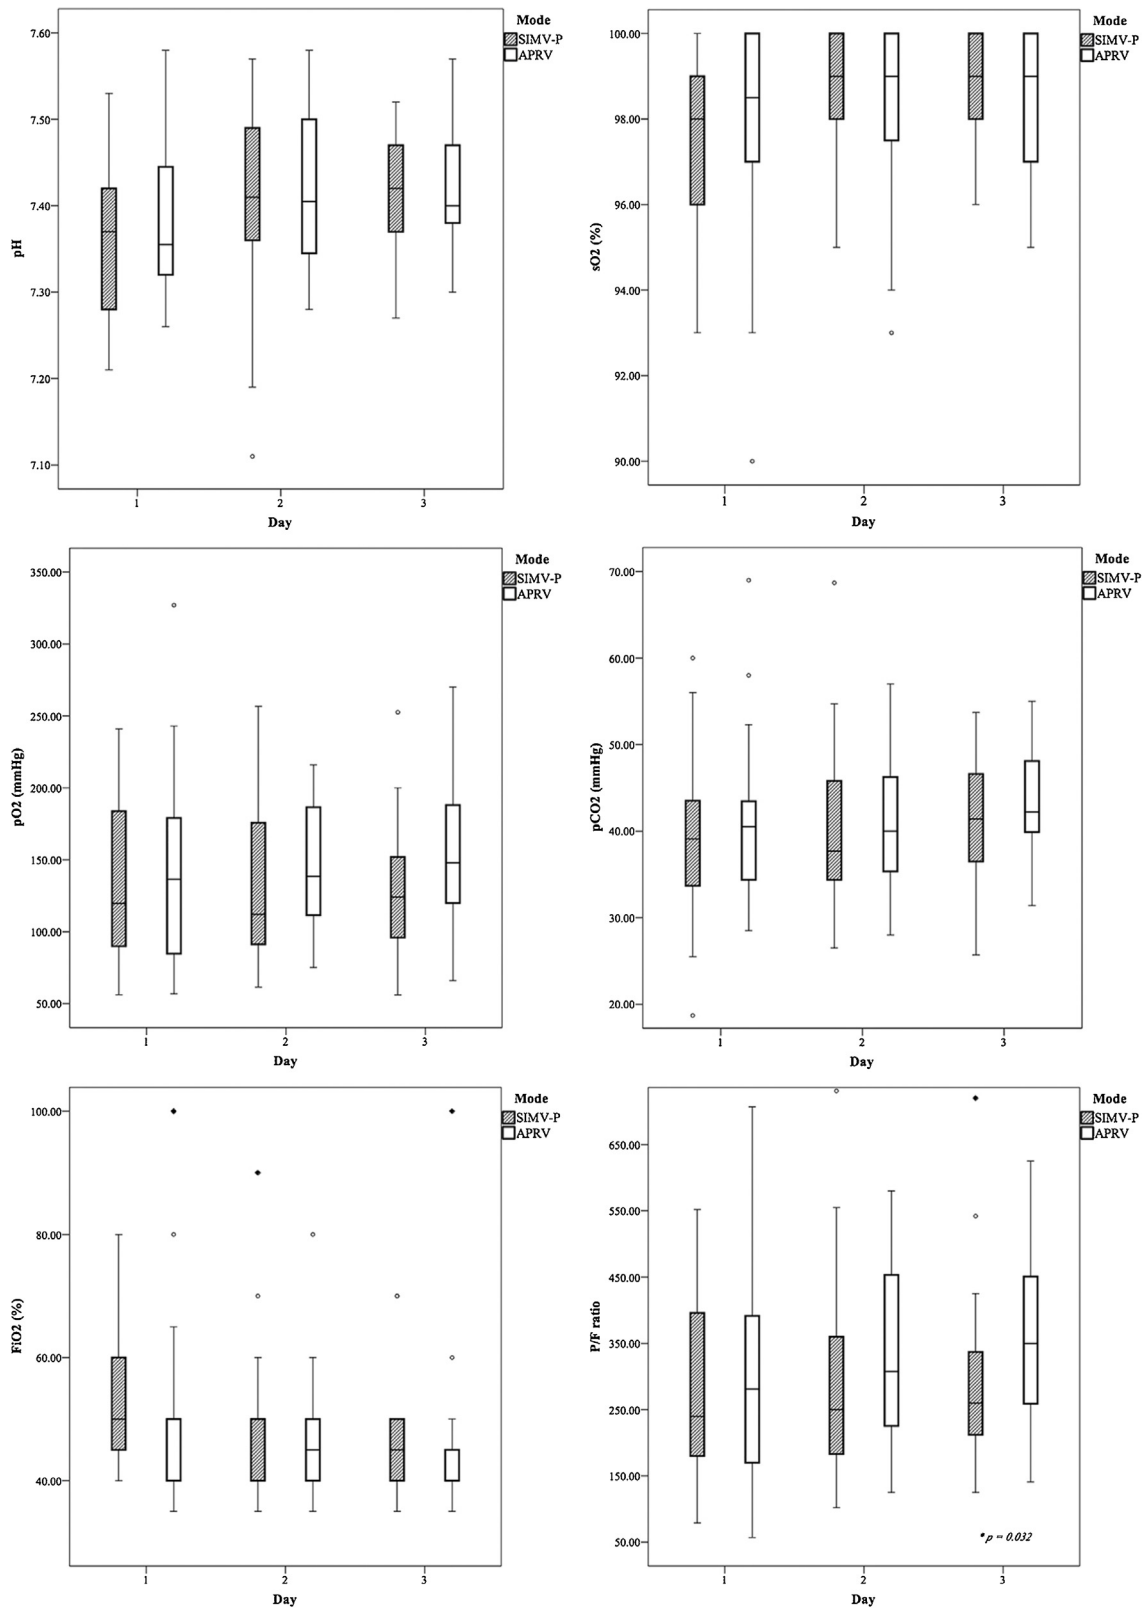 Mode
SIMV-P
APRV
7.60
7.50
7.40
7.30
7.20
7.10
pH
1
2
3
Day
Mode
SIMV-P
APRV
100.00
98.00
96.00
94.00
92.00
90.00
sO2 (%)
1
2
3
Day
Mode
SIMV-P
APRV
350.00
300.00
250.00
200.00
150.00
100.00
50.00
pO2 (mmHg)
1
2
3
Day
Mode
SIMV-P
APRV
70.00
60.00
50.00
40.00
30.00
20.00
pCO2 (mmHg)
1
2
3
Day
Mode
SIMV-P
APRV
100.00
80.00
60.00
40.00
FiO2 (%)
1
2
3
Day
Mode
SIMV-P
APRV
650.00
550.00
450.00
350.00
250.00
150.00
50.00
P/F ratio
* p = 0.032
1
2
3
Day